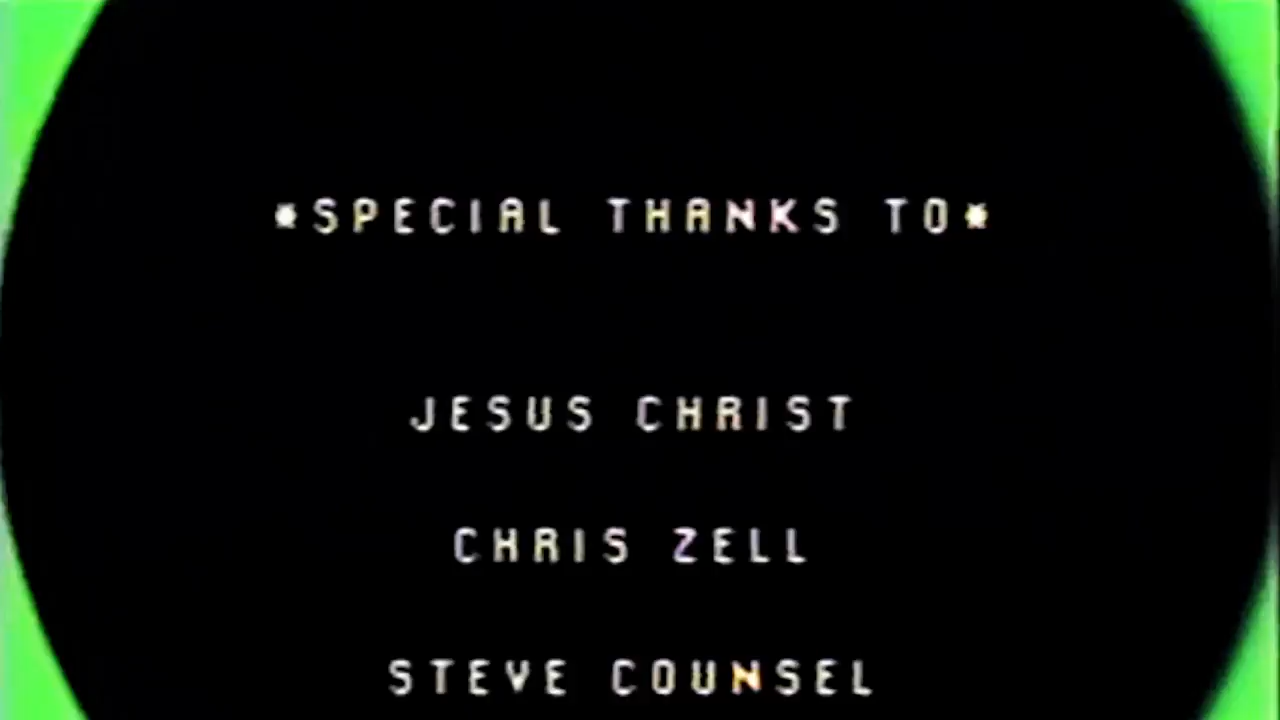 *SPECIAL THANKS TO*
JESUS CHRIST
CHRIS ZELL
STEVE COUNSEL